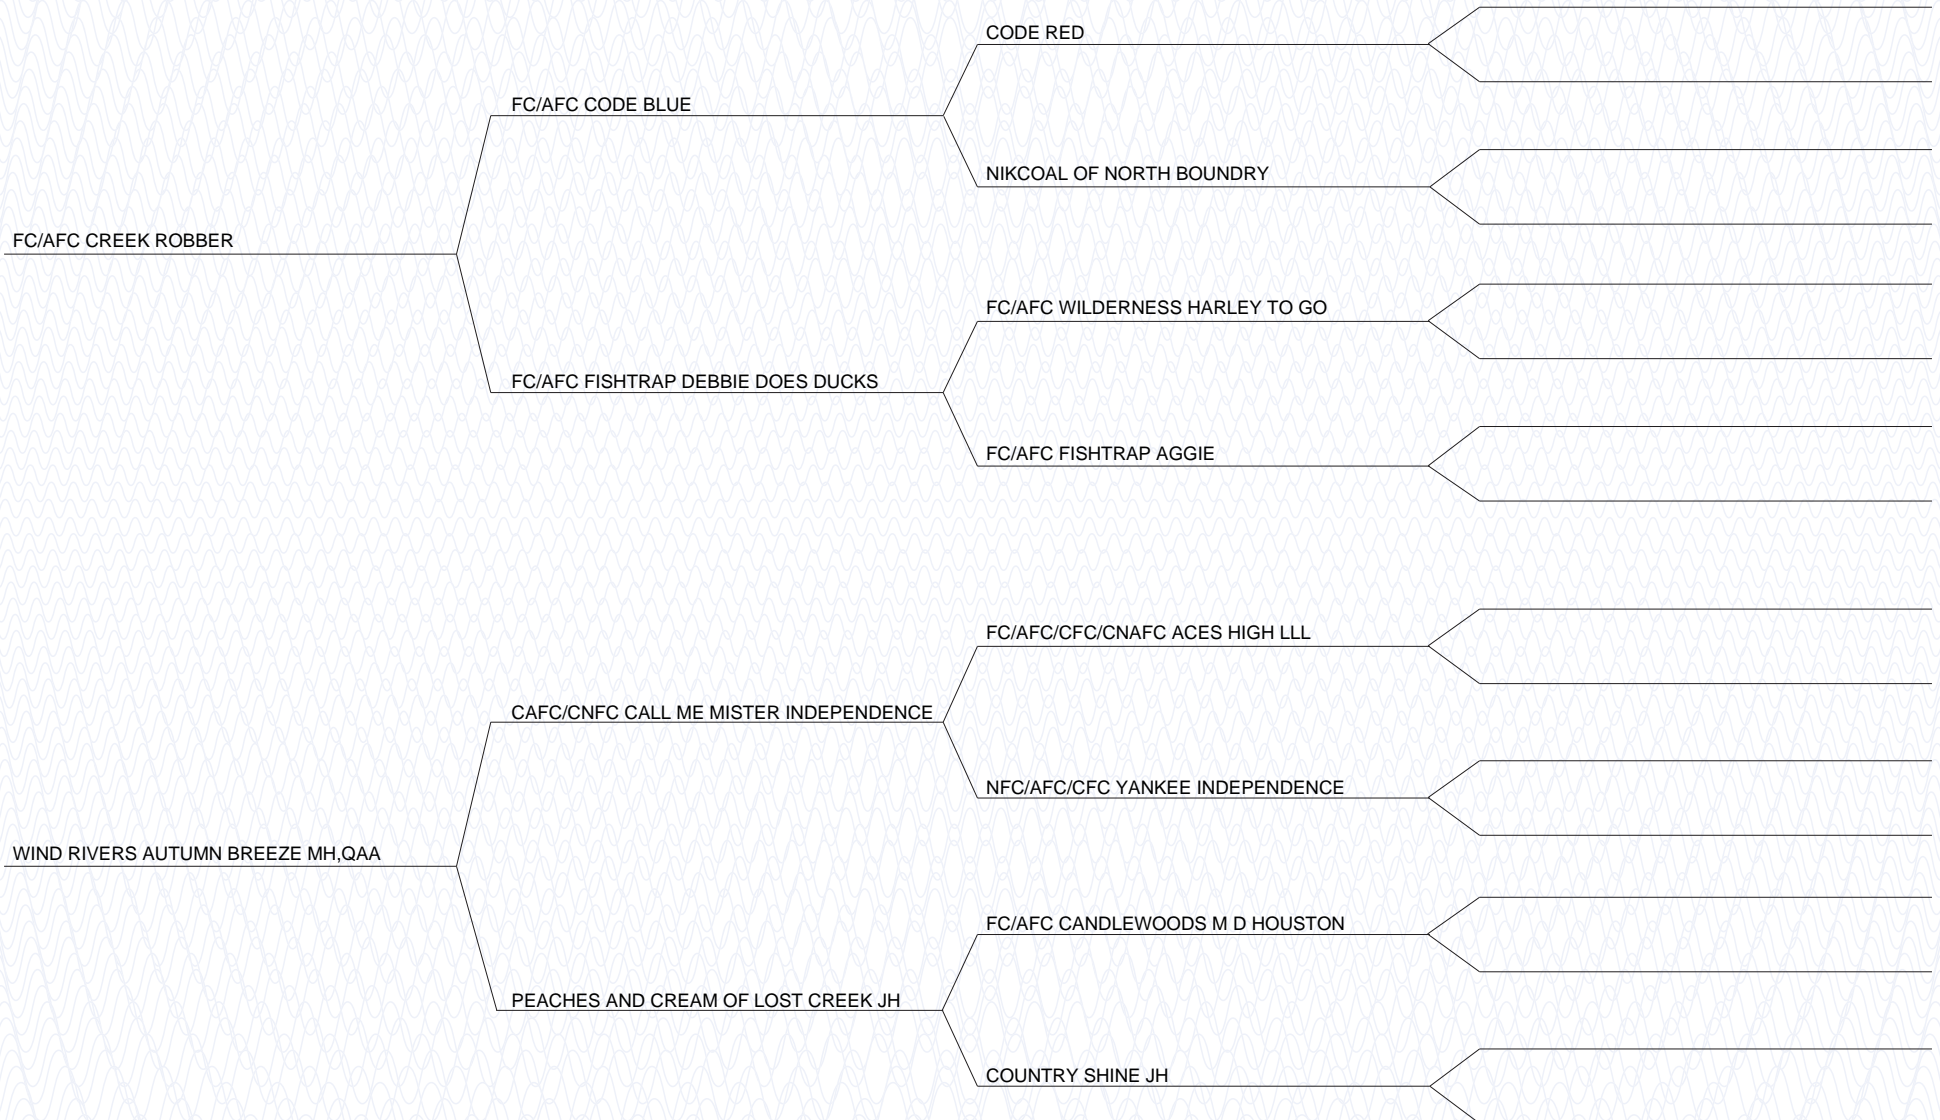 CODE RED
FC/AFC CODE BLUE
NIKCOAL OF NORTH BOUNDRY
FC/AFC CREEK ROBBER
FC/AFC WILDERNESS HARLEY TO GO
FC/AFC FISHTRAP DEBBIE DOES DUCKS
FC/AFC FISHTRAP AGGIE
FC/AFC/CFC/CNAFC ACES HIGH LLL
CAFC/CNFC CALL ME MISTER INDEPENDENCE
NFC/AFC/CFC YANKEE INDEPENDENCE
WIND RIVERS AUTUMN BREEZE MH,QAA
FC/AFC CANDLEWOODS M D HOUSTON
PEACHES AND CREAM OF LOST CREEK JH
COUNTRY SHINE JH